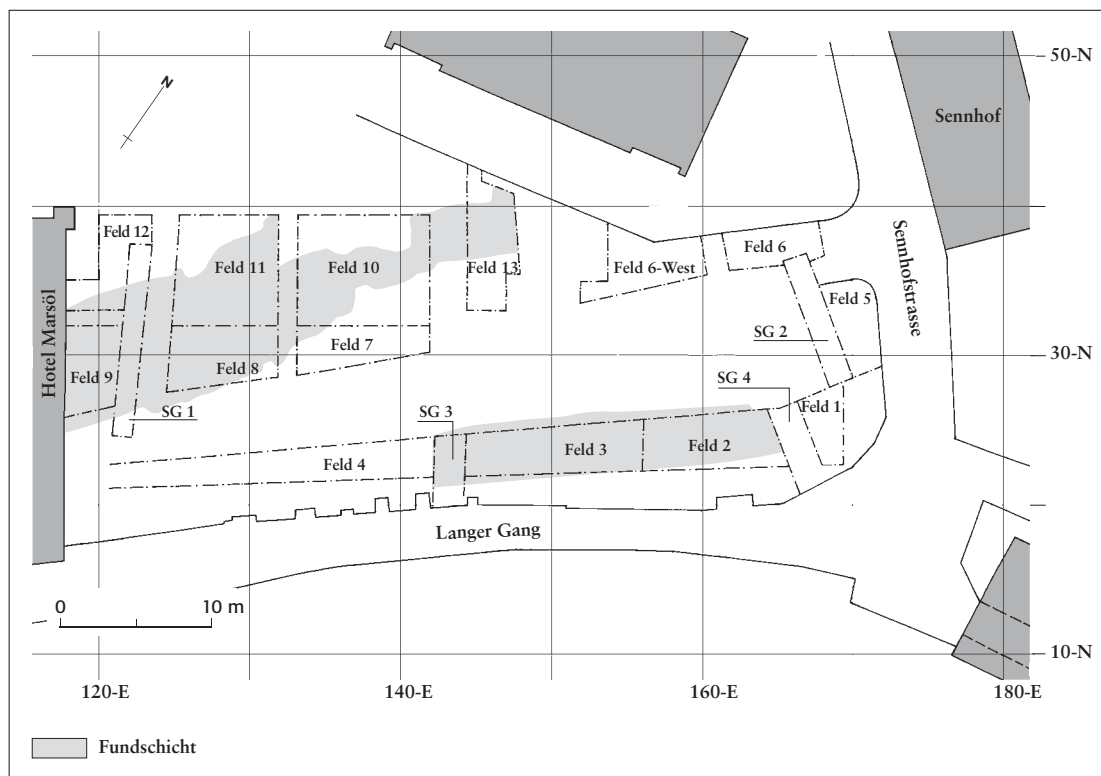 50-N
N
Sennhof
Feld 12
Feld 11
Feld 10
Feld 13
Feld 6-West
Feld 6
Feld 5
Sennhofstrasse
Hotel Marsöl
SG 2
Feld 7
30-N
Feld 9
Feld 8
SG 4
SG 1
SG 3
Feld 1
Feld 4
Feld 3
Feld 2
Langer Gang
0 10 m
10-N
120-E 140-E 160-E 180-E
Fundschicht